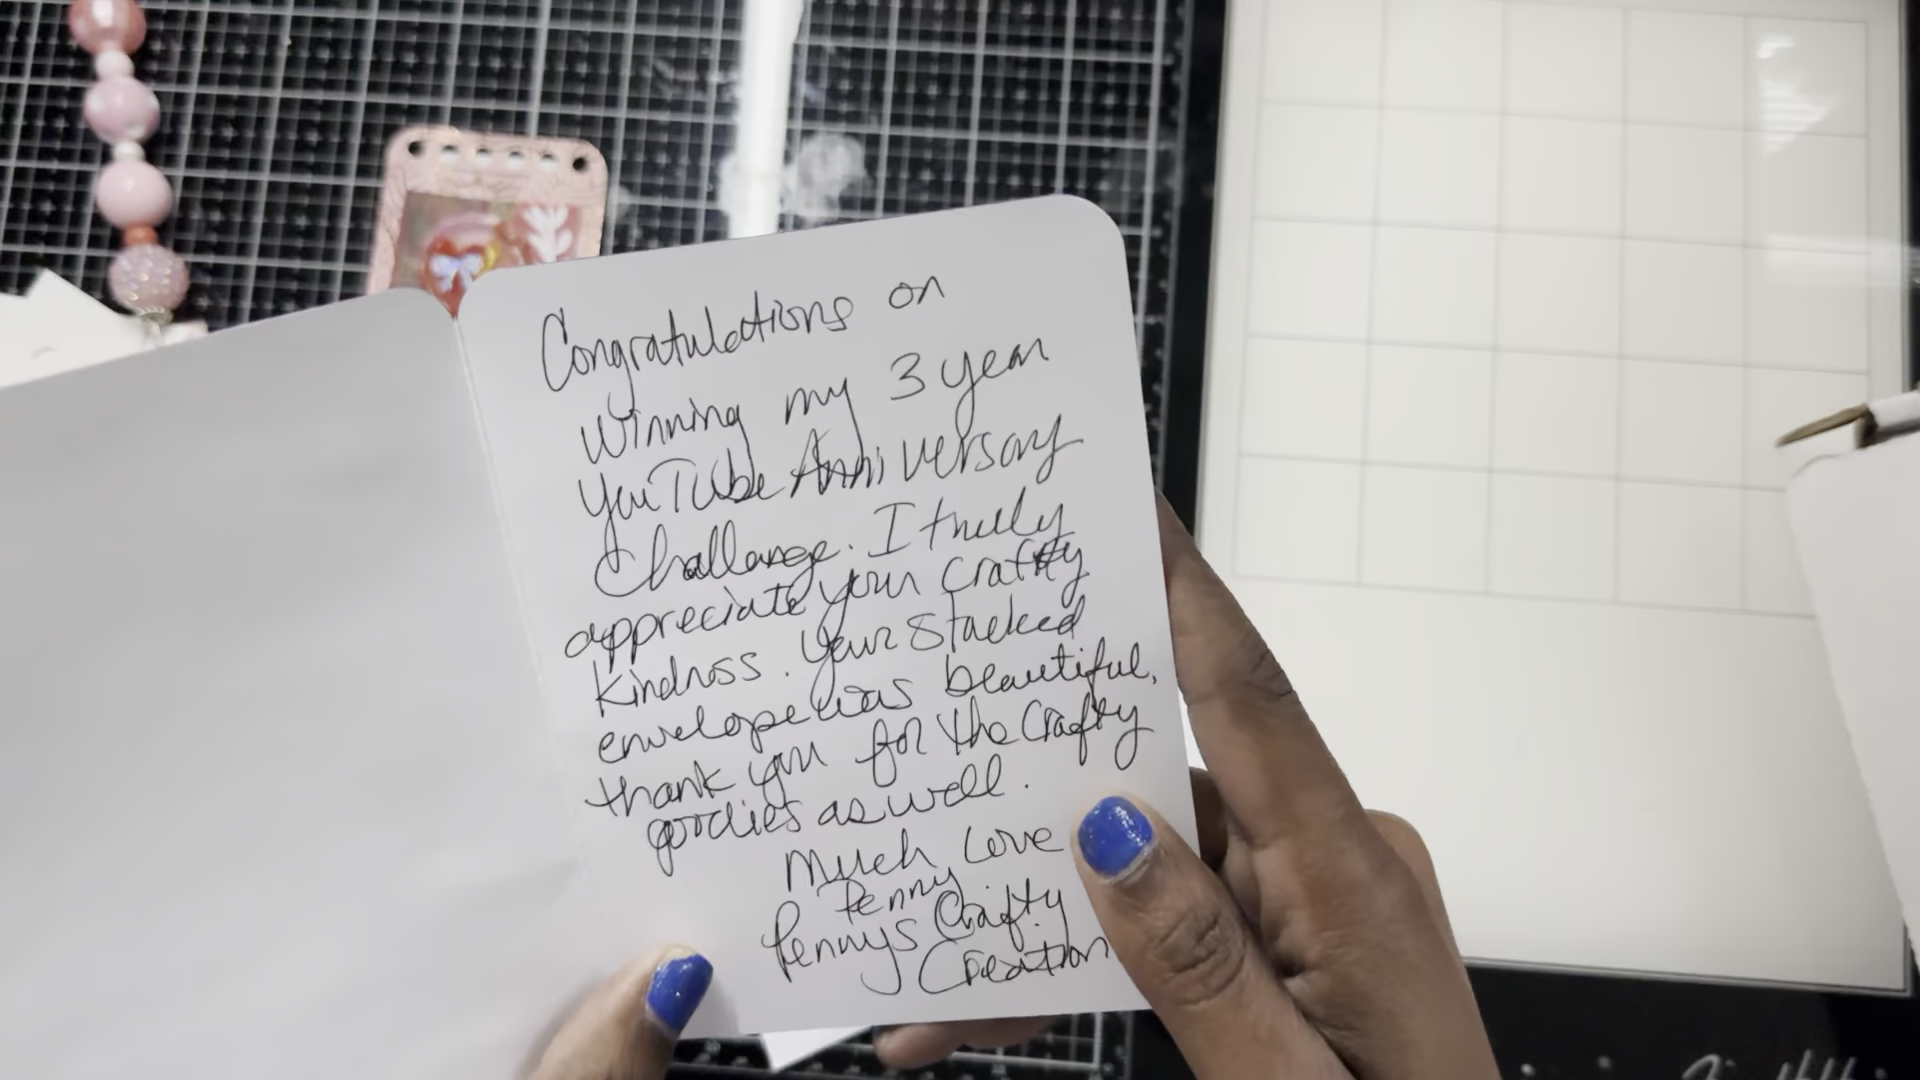 Congratulations on
winning my 3 year
YouTube Anniversary
Challange. I truly
appreciate your crafty
kindness. Your Stacked
envelope was beautiful,
thank you for the Crafty
goodies as well.
Much Love
Penny
Pennys Crafty
Creation